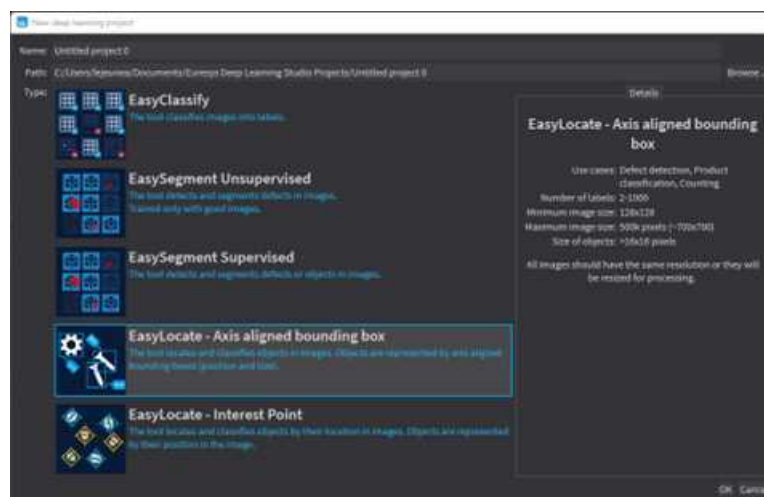 New deep learning project
Name: Untitled project 0
Path: C:/Users/ /Documents/Euresys Deep Learning Studio Projects/Untitled project 0
Browse
Type:
EasyClassify
The tool classifies images into labels.
EasySegment Unsupervised
The tool detects and segments defects in images.
Trained only with good images.
EasySegment Supervised
The tool detects and segments defects or objects in images.
EasyLocate - Axis aligned bounding box
The tool locates and classifies objects in images. Objects are represented by axis aligned
bounding boxes (position and size).
EasyLocate - Interest Point
The tool locates and classifies objects by their location in images. Objects are represented
by their position in the image.
Details
EasyLocate - Axis aligned bounding
box
Use cases: Defect detection, Product
classification, Counting
Number of labels: 2-1000
Minimum image size: 128x128
Maximum image size: 500k pixels (~700x700)
Size of objects: >16x16 pixels
All images should have the same resolution or they will
be resized for processing.
OK Cancel